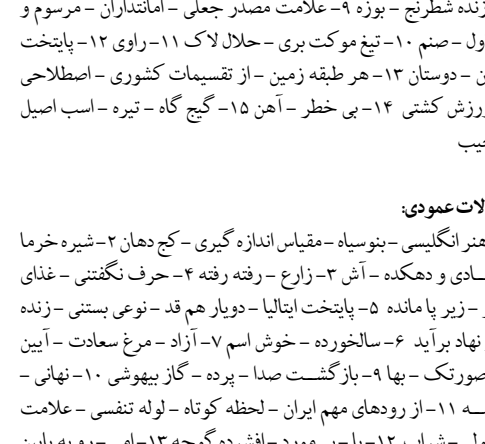 زنده شطرنج – بوزه ۹- علامت مصدر جعلی – امانتداران – مرسوم و
ول – صنم ۱۰- تیغ موکت بری – حلال لاک ۱۱- راوی ۱۲- پایتخت
ن – دوستان ۱۳- هر طبقه زمین – از تقسیمات کشوری – اصطلاحی
ورزش کشتی ۱۴- بی خطر – آهن ۱۵- گیج گاه – تیره – اسب اصیل
جیب
لات عمودی:
هنر انگلیسی – بنوسیاه – مقیاس اندازه گیری – کج دهان ۲- شیره خرما
ادی و دهکده – آش ۳- زارع – رفته رفته ۴- حرف نگفتنی – غذای
– زیر پا مانده ۵- پایتخت ایتالیا – دویار هم قد – نوعی بستنی – زنده
نهاد برآید ۶- سالخورده – خوش اسم ۷- آزاد – مرغ سعادت – آیین
صورتک – بها ۹- بازگشت صدا – پرده – گاز بیهوشی ۱۰- نهانی –
ـه ۱۱- از رودهای مهم ایران – لحظه کوتاه – لوله تنفسی – علامت